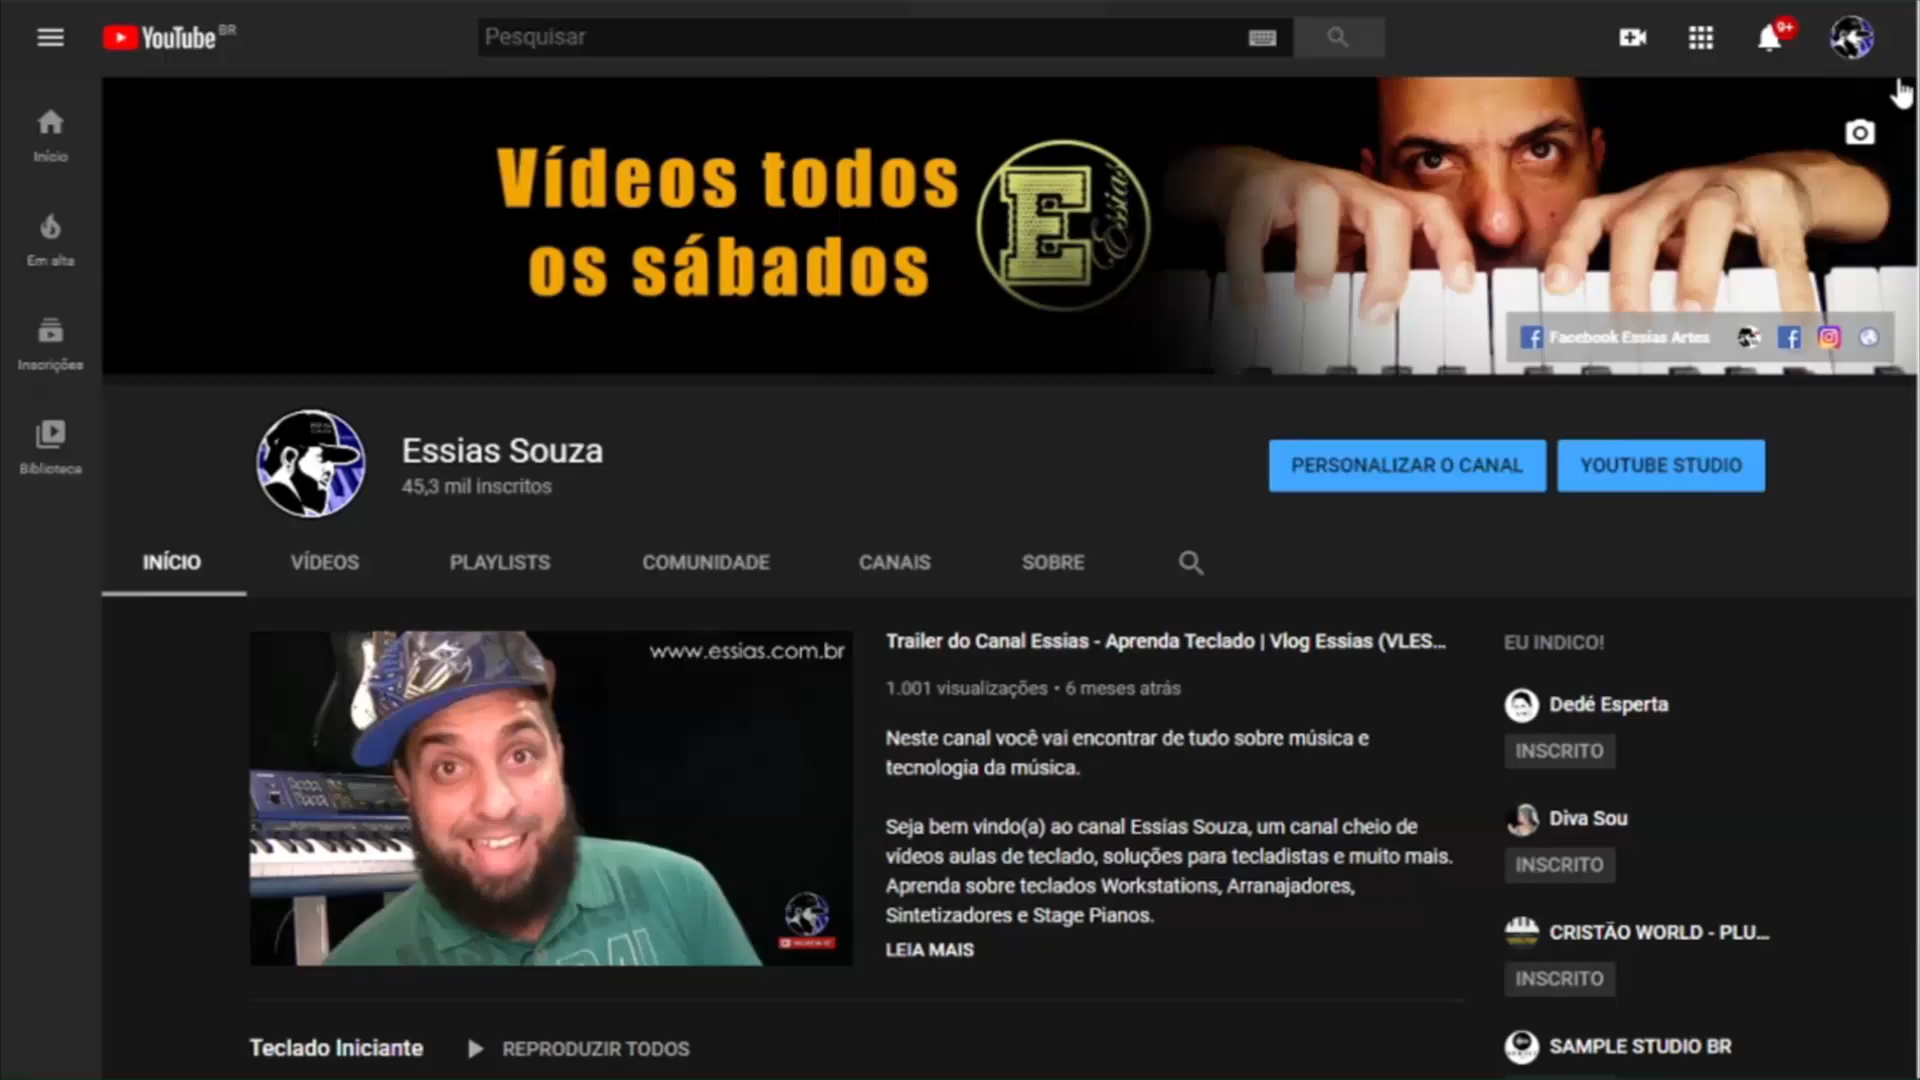 YouTube BR
Pesquisar
9+
Início
Em alta
Inscrições
Biblioteca
Vídeos todos
os sábados
E
Essias
Facebook Essias Artes
Essias Souza
45,3 mil inscritos
PERSONALIZAR O CANAL
YOUTUBE STUDIO
INÍCIO
VÍDEOS
PLAYLISTS
COMUNIDADE
CANAIS
SOBRE
www.essias.com.br
Trailer do Canal Essias - Aprenda Teclado | Vlog Essias (VLES...
1.001 visualizações • 6 meses atrás
Neste canal você vai encontrar de tudo sobre música e
tecnologia da música.
Seja bem vindo(a) ao canal Essias Souza, um canal cheio de
vídeos aulas de teclado, soluções para tecladistas e muito mais.
Aprenda sobre teclados Workstations, Arranajadores,
Sintetizadores e Stage Pianos.
LEIA MAIS
EU INDICO!
Dedé Esperta
INSCRITO
Diva Sou
INSCRITO
CRISTÃO WORLD - PLU...
INSCRITO
SAMPLE STUDIO BR
Teclado Iniciante
REPRODUZIR TODOS